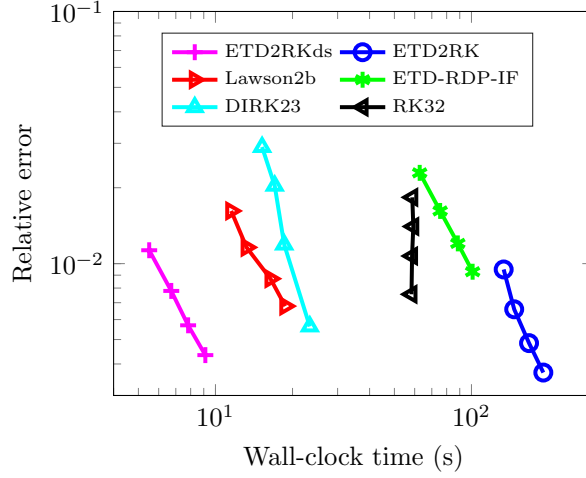 10^{-1}
ETD2RKds ETD2RK
Lawson2b ETD-RDP-IF
DIRK23 RK32
Relative error
10^{-2}
10^{1} 10^{2}
Wall-clock time (s)